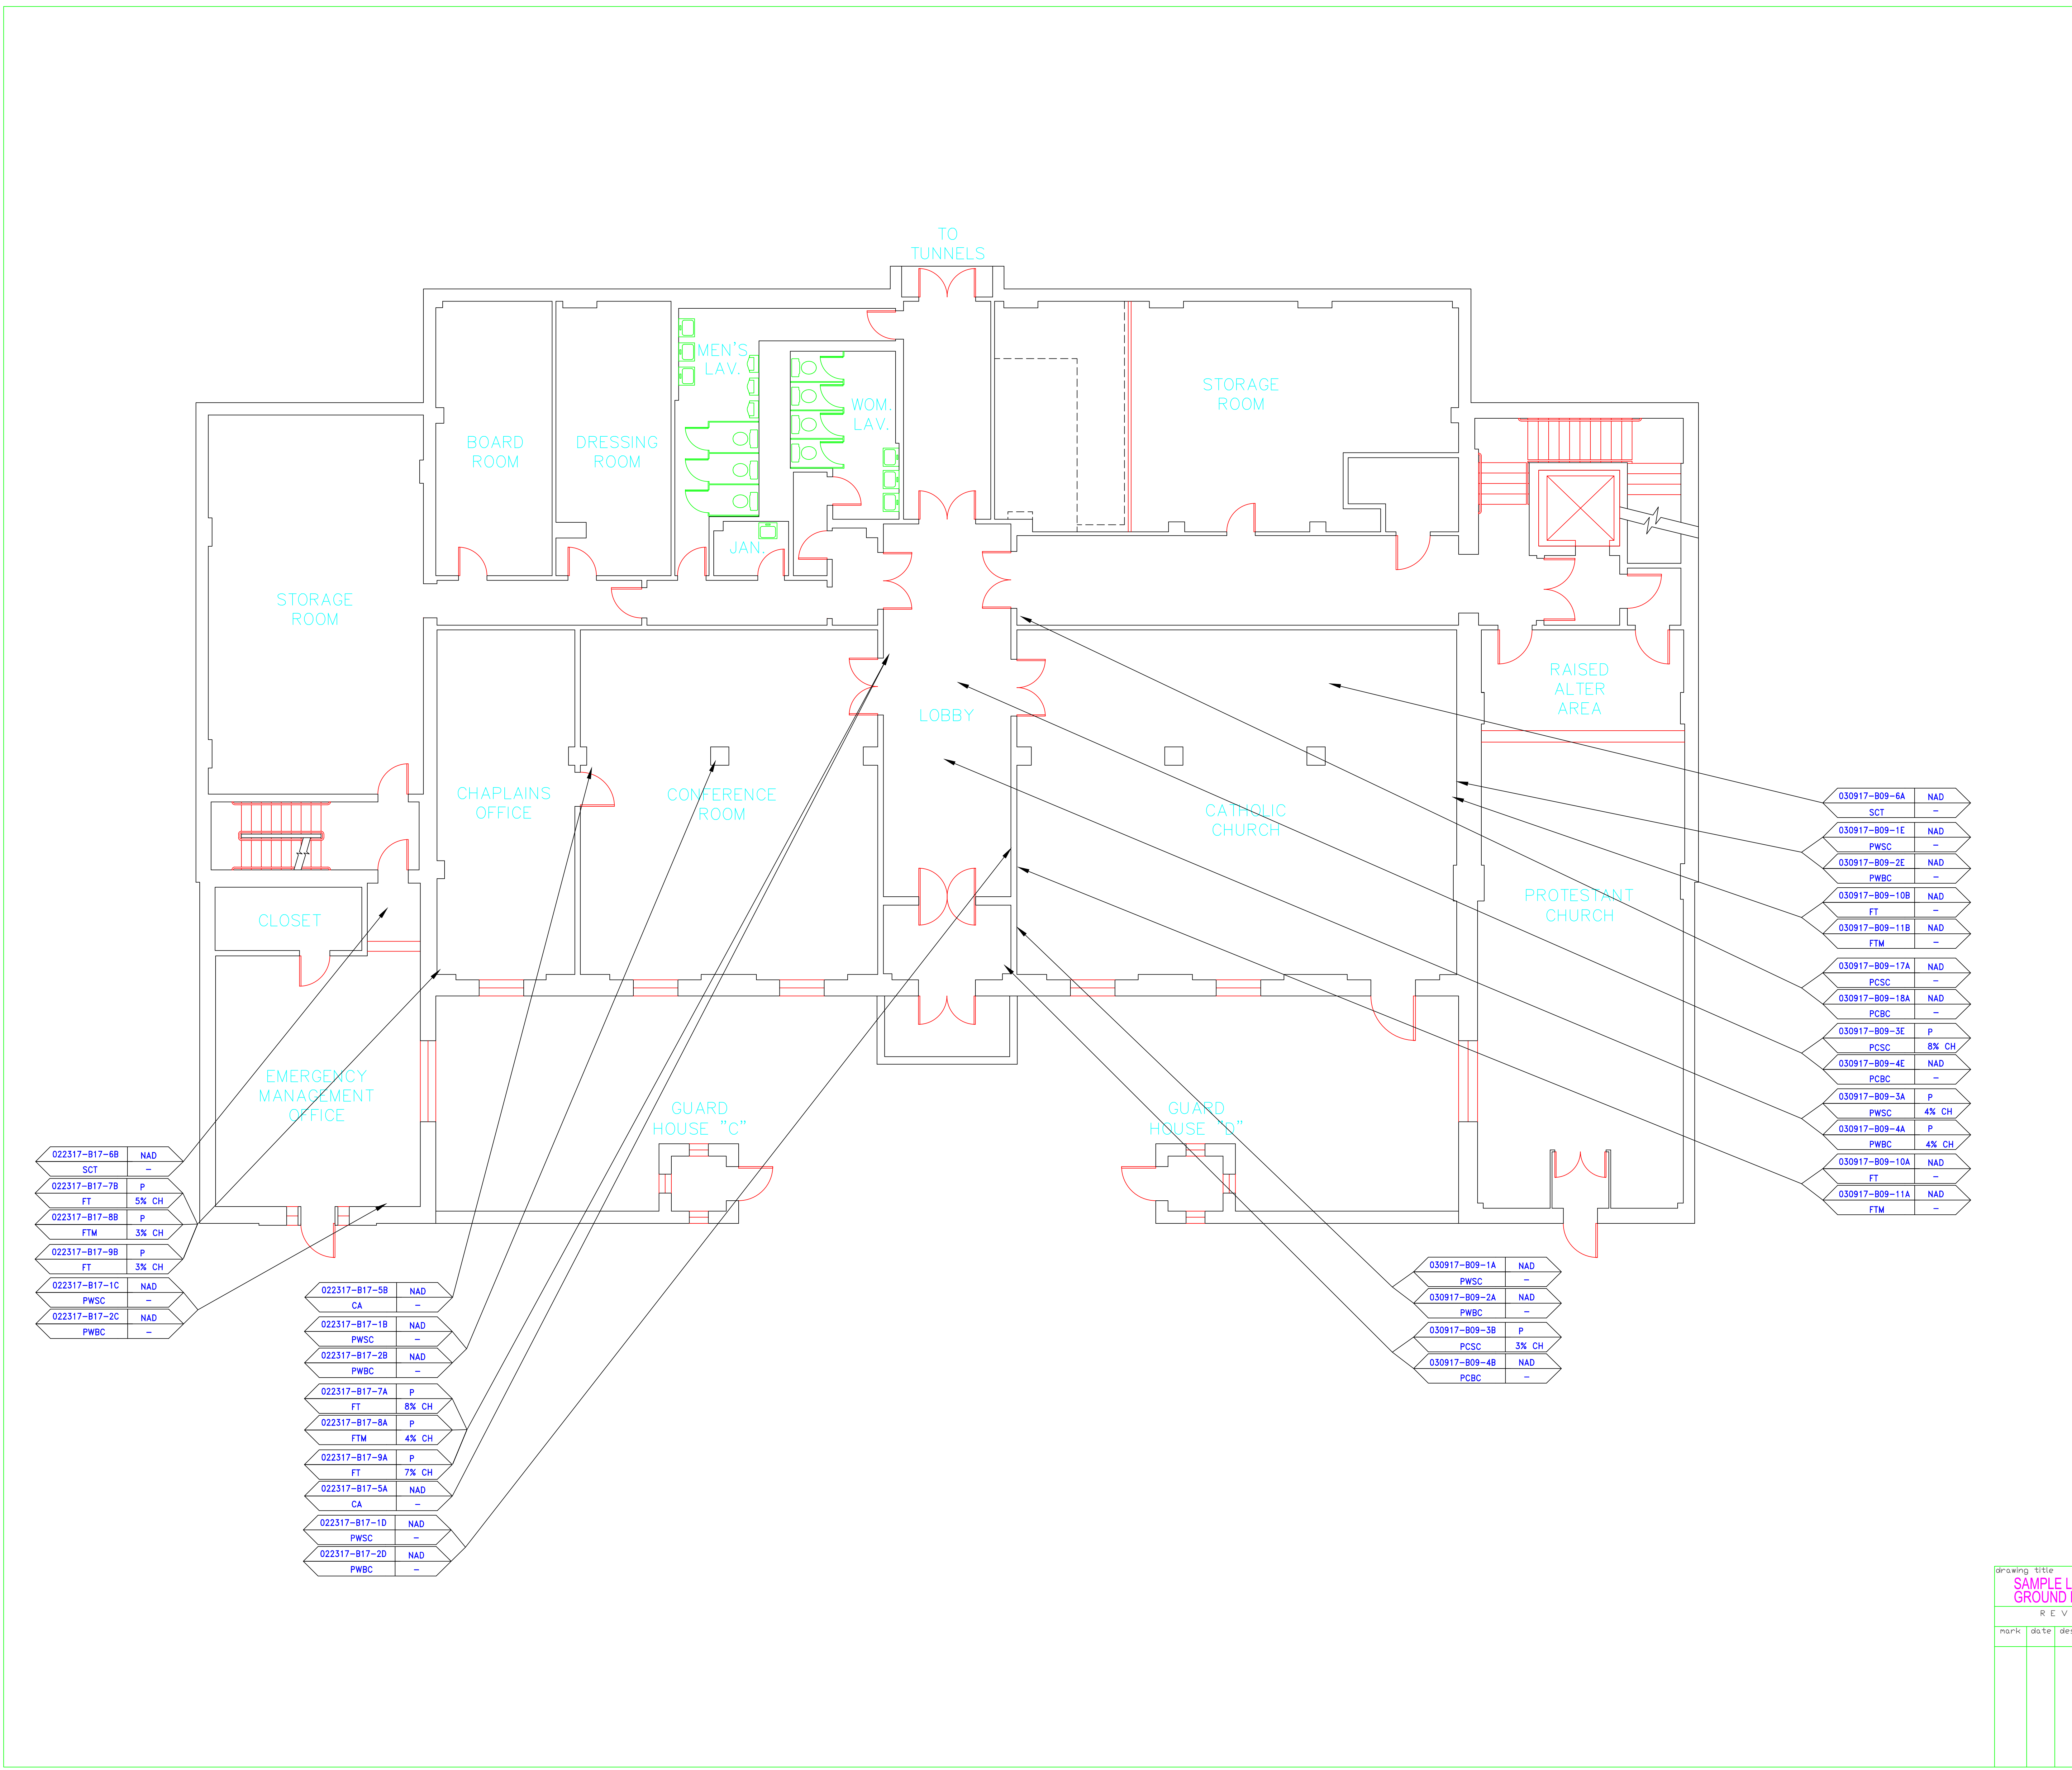 TO
TUNNELS
MEN'S
LAV.
WOM.
LAV.
STORAGE
ROOM
BOARD
ROOM
DRESSING
ROOM
JAN.
STORAGE
ROOM
RAISED
ALTER
AREA
LOBBY
CHAPLAINS
OFFICE
CONFERENCE
ROOM
CATHOLIC
CHURCH
PROTESTANT
CHURCH
CLOSET
EMERGENCY
MANAGEMENT
OFFICE
GUARD
HOUSE "C"
GUARD
HOUSE "D"
030917-B09-6A NAD
SCT -
030917-B09-1E NAD
PWSC -
030917-B09-2E NAD
PWBC -
030917-B09-10B NAD
FT -
030917-B09-11B NAD
FTM -
030917-B09-17A NAD
PCSC -
030917-B09-18A NAD
PCBC -
030917-B09-3E P
PCSC 8% CH
030917-B09-4E NAD
PCBC -
030917-B09-3A P
PWSC 4% CH
030917-B09-4A P
PWBC 4% CH
030917-B09-10A NAD
FT -
030917-B09-11A NAD
FTM -
022317-B17-6B NAD
SCT -
022317-B17-7B P
FT 5% CH
022317-B17-8B P
FTM 3% CH
022317-B17-9B P
FT 3% CH
022317-B17-1C NAD
PWSC -
022317-B17-2C NAD
PWBC -
022317-B17-5B NAD
CA -
022317-B17-1B NAD
PWSC -
022317-B17-2B NAD
PWBC -
022317-B17-7A P
FT 8% CH
022317-B17-8A P
FTM 4% CH
022317-B17-9A P
FT 7% CH
022317-B17-5A NAD
CA -
022317-B17-1D NAD
PWSC -
022317-B17-2D NAD
PWBC -
030917-B09-1A NAD
PWSC -
030917-B09-2A NAD
PWBC -
030917-B09-3B P
PCSC 3% CH
030917-B09-4B NAD
PCBC -
drawing title
SAMPLE
GROUND
R E V
mark date